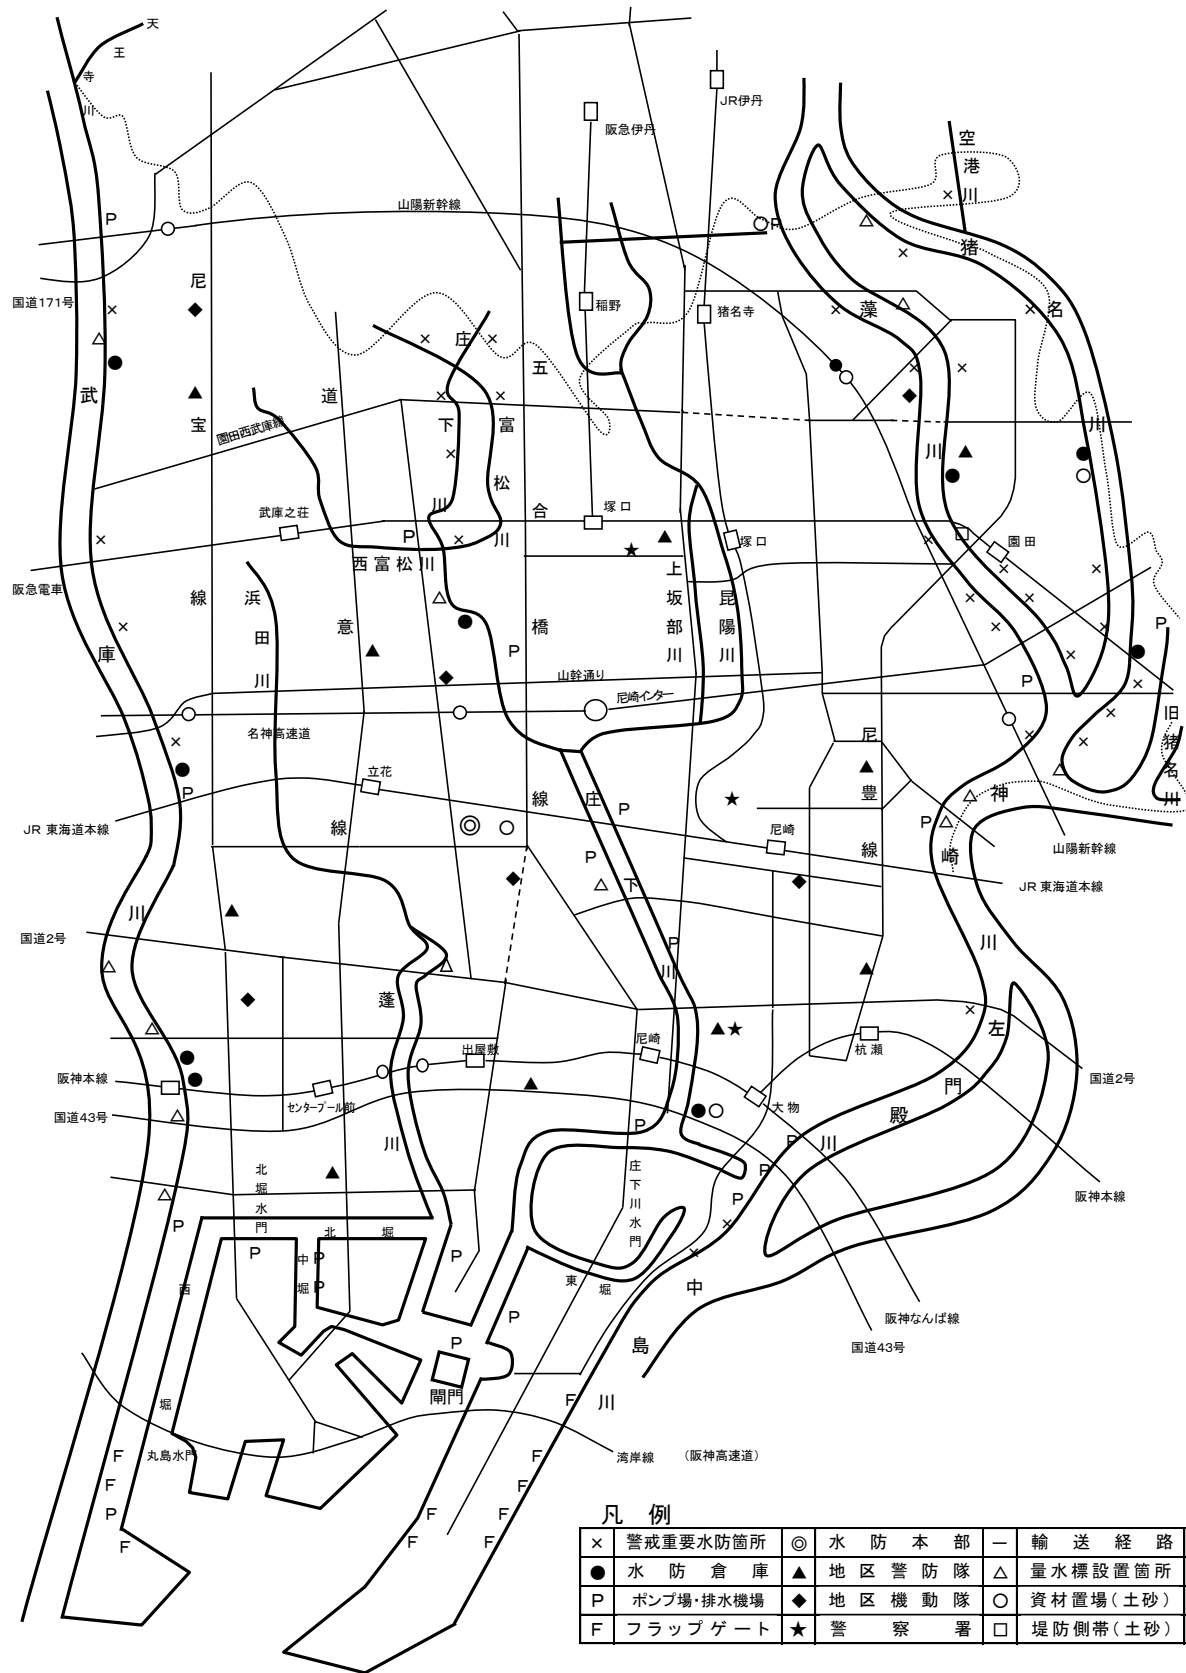 天王寺川
JR伊丹
阪急伊丹
空港川
山陽新幹線
猪名川
尼宝線
国道171号
稲野
猪名寺
藻川
庄下川
五合橋線
武庫川
道意線
富松川
園田西武庫線
武庫之荘
塚口
塚口
園田
西富松川
阪急電車
浜田川
上坂部川
昆陽川
山幹通り
尼崎インター
名神高速道
尼豊線
旧猪名川
立花
庄下川
神崎川
JR 東海道本線
尼崎
山陽新幹線
JR 東海道本線
国道2号
蓬川
左門殿川
出屋敷
尼崎
杭瀬
阪神本線
センタープール前
国道2号
国道43号
大物
北堀水門
庄下川水門
阪神本線
北堀
中堀
西堀
東堀
中島川
阪神なんば線
国道43号
閘門
丸島水門
湾岸線
(阪神高速道)
凡 例
× 警戒重要水防箇所 ◎ 水防本部 ― 輸送経路
● 水防倉庫 ▲ 地区警防隊 △ 量水標設置箇所
P ポンプ場・排水機場 ◆ 地区機動隊 ○ 資材置場(土砂)
F フラップゲート ★ 警察署 □ 堤防側帯(土砂)